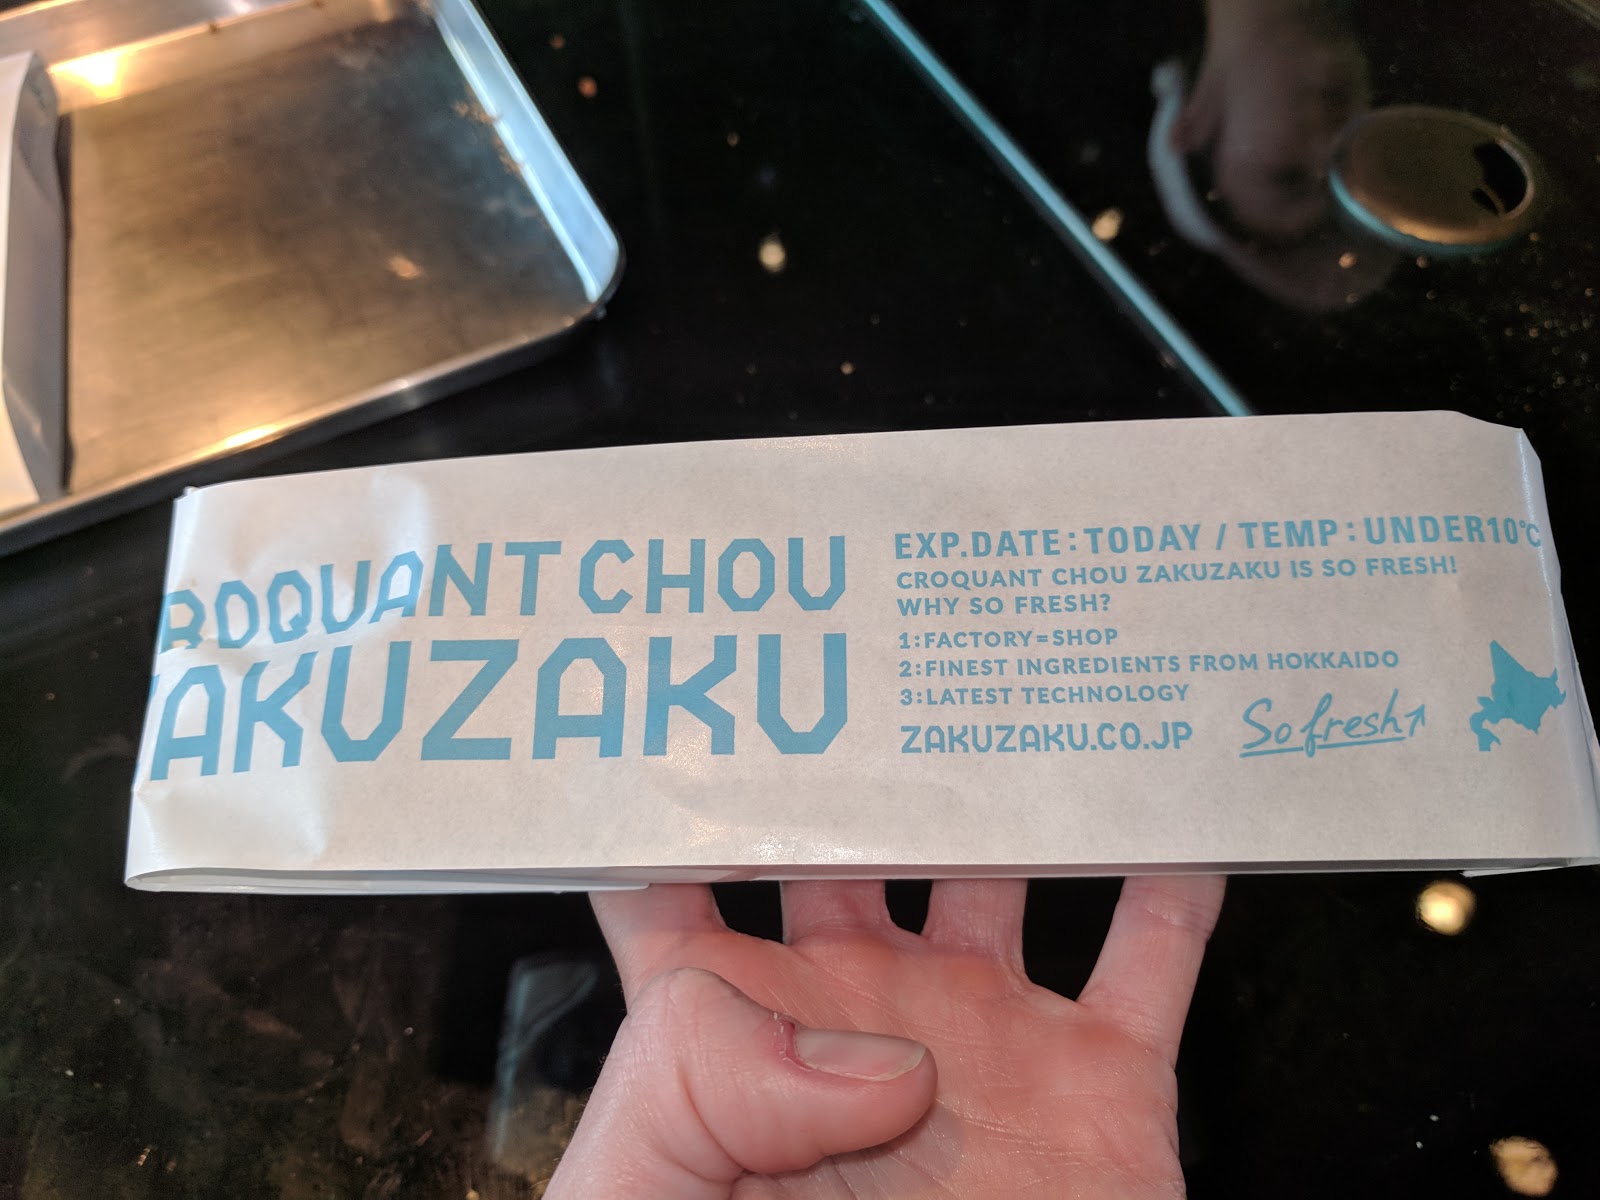 ROQUANT CHOU
ZAKUZAKU
EXP.DATE:TODAY / TEMP:UNDER10℃
CROQUANT CHOU ZAKUZAKU IS SO FRESH!
WHY SO FRESH?
1:FACTORY=SHOP
2:FINEST INGREDIENTS FROM HOKKAIDO
3:LATEST TECHNOLOGY
ZAKUZAKU.CO.JP
So fresh↗